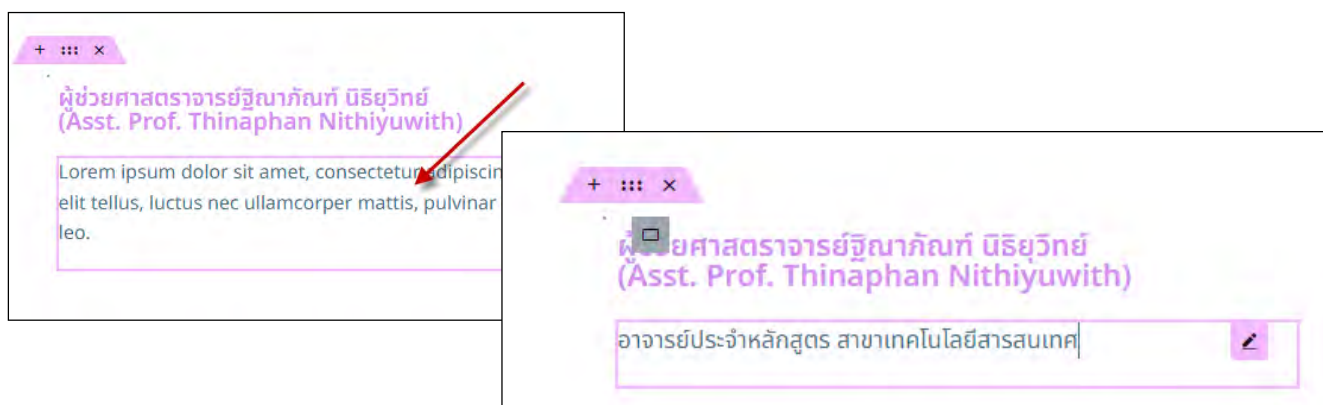 ผู้ช่วยศาสตราจารย์ฐิณาภัณฑ์ นิธิยุวิทย์
(Asst. Prof. Thinaphan Nithiyuwith)
Lorem ipsum dolor sit amet, consectetur adipiscin
elit tellus, luctus nec ullamcorper mattis, pulvinar
leo.
ผู้ช่วยศาสตราจารย์ฐิณาภัณฑ์ นิธิยุวิทย์
(Asst. Prof. Thinaphan Nithiyuwith)
อาจารย์ประจำหลักสูตร สาขาเทคโนโลยีสารสนเทศ